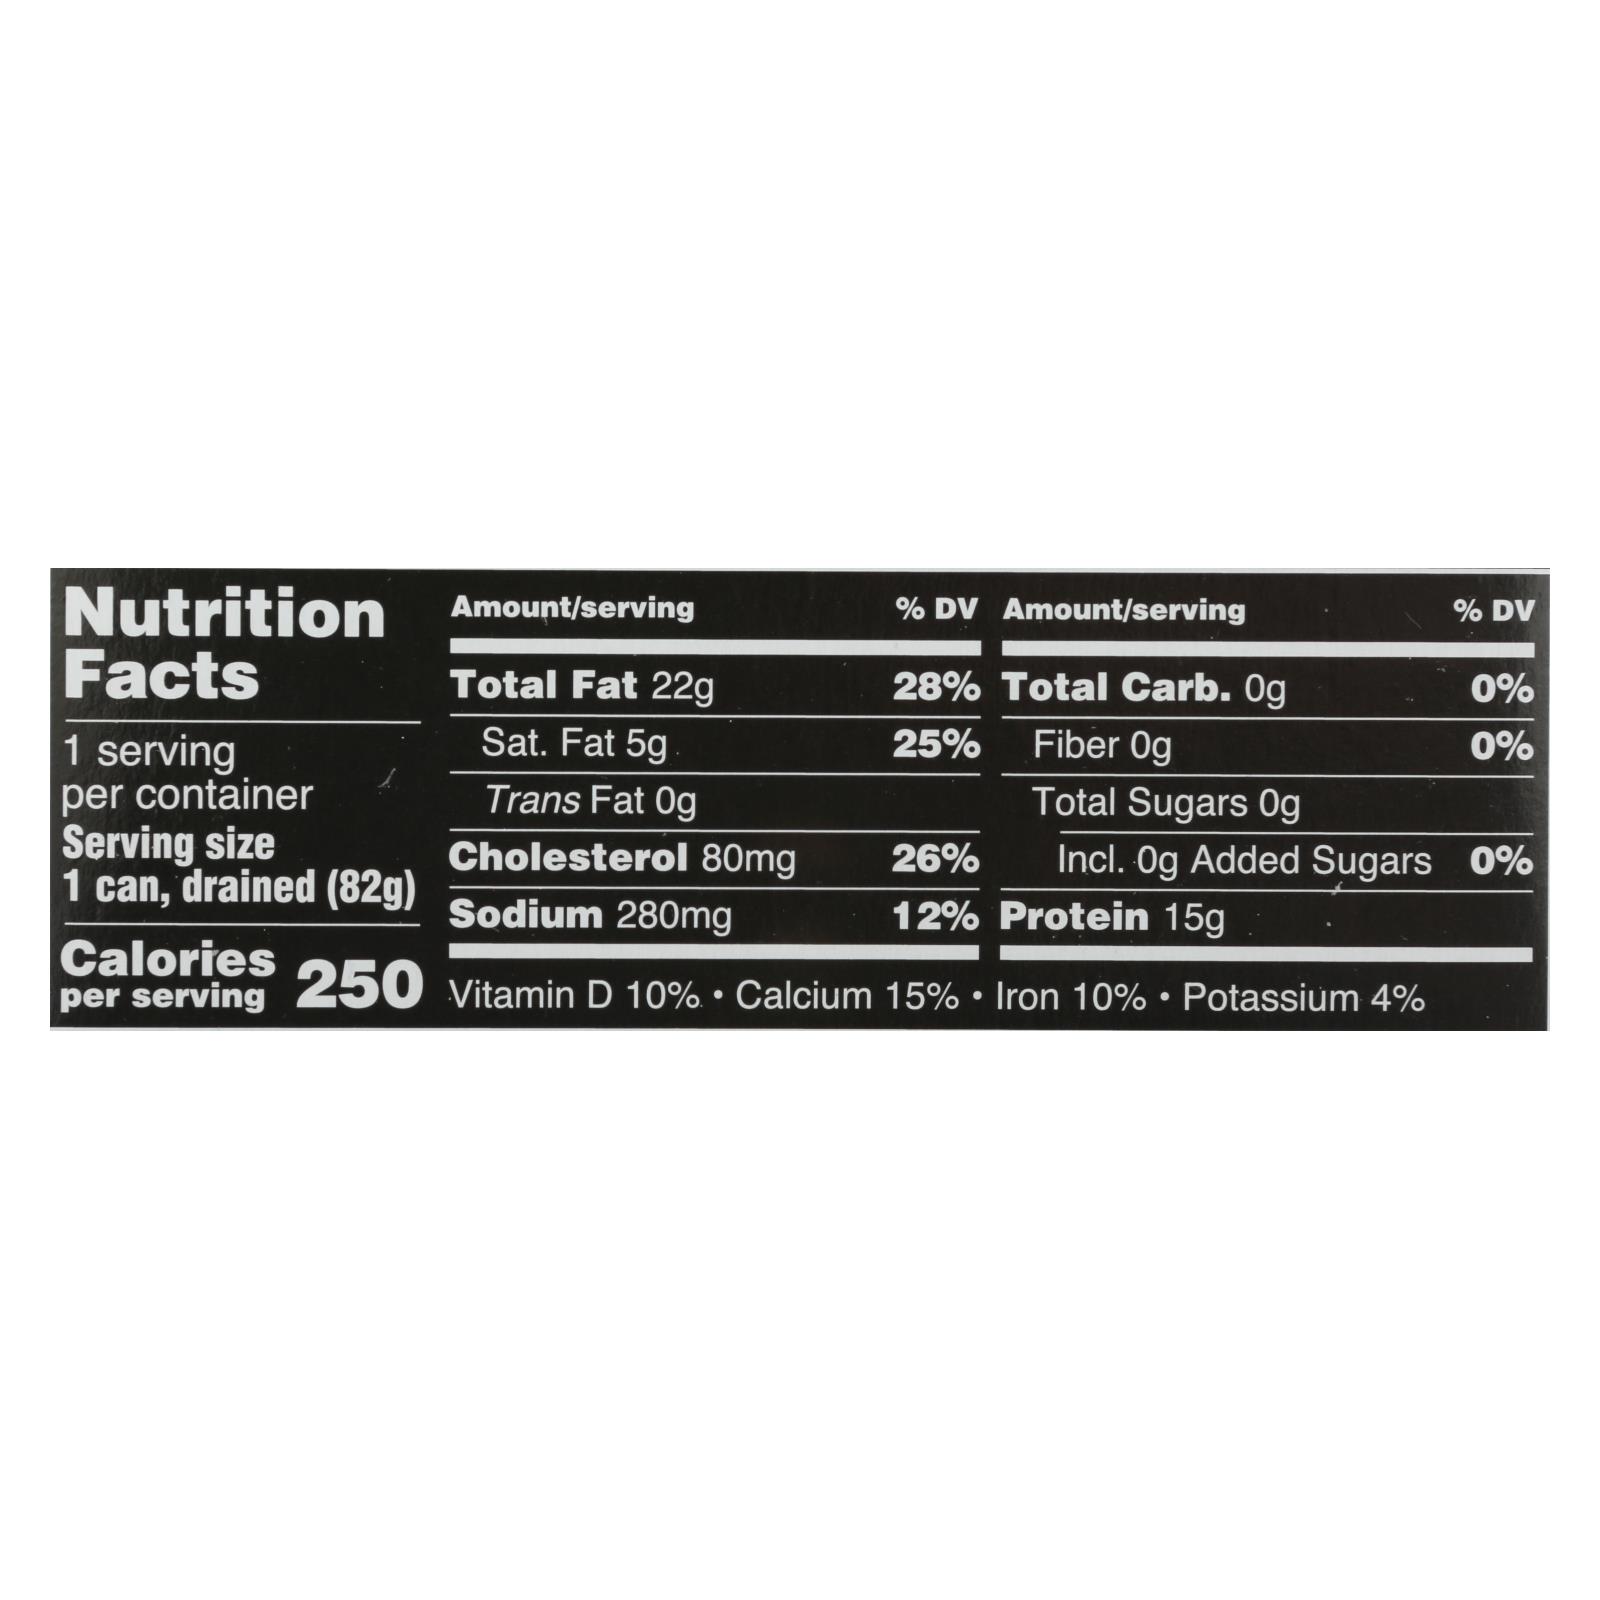 Nutrition
Facts
1 serving
per container
Serving size
1 can, drained (82g)
Calories
per serving 250
Amount/serving % DV
Total Fat 22g 28%
Sat. Fat 5g 25%
Trans Fat 0g
Cholesterol 80mg 26%
Sodium 280mg 12%
Amount/serving % DV
Total Carb. 0g 0%
Fiber 0g 0%
Total Sugars 0g
Incl. 0g Added Sugars 0%
Protein 15g
Vitamin D 10% • Calcium 15% • Iron 10% • Potassium 4%